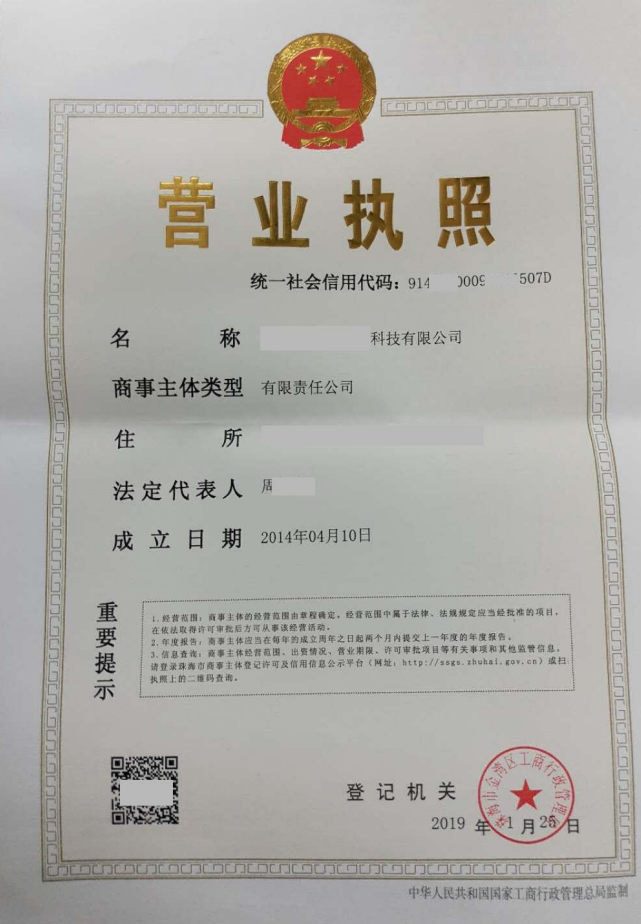 营业执照
统一社会信用代码：914 0009 507D
名称 科技有限公司
商事主体类型 有限责任公司
住所
法定代表人 周
成立日期 2014年04月10日
重要提示
1.经营范围：商事主体的经营范围由章程确定。经营范围中属于法律、法规规定应当经批准的项目，
在依法取得许可审批后方可从事该经营活动。
2.年度报告：商事主体应当在每年的成立周年之日起两个月内提交上一年度的年度报告。
3.信息查询：商事主体经营范围、出资情况、营业期限、许可审批项目等有关事项和其他监管信息，
请登录珠海市商事主体登记许可及信用信息公示平台（网址：http://ssgs.zhuhai.gov.cn）或扫
执照上的二维码查询。
登记机关
珠海市金湾区工商行政管理局
2019年1月25日
中华人民共和国国家工商行政管理总局监制